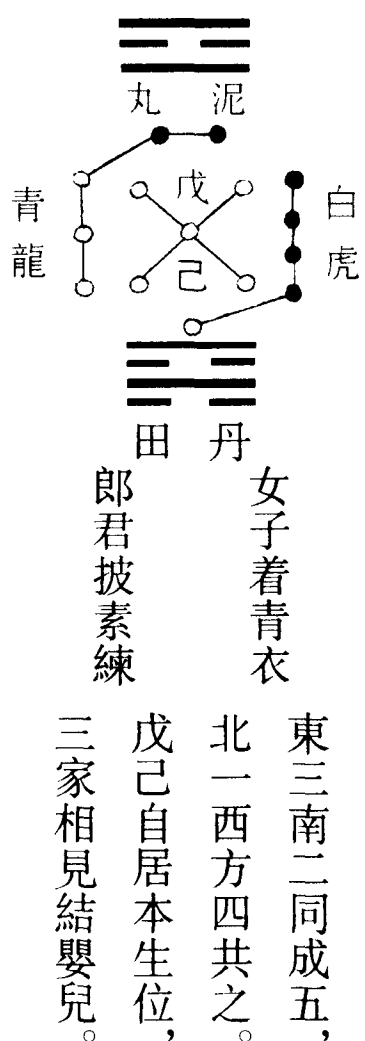 泥丸
戊
己
青龍
白虎
丹田
女子着青衣
郎君披素練
東三南二同成五，
北一西方四共之。
戊己自居本生位，
三家相見結嬰兒。